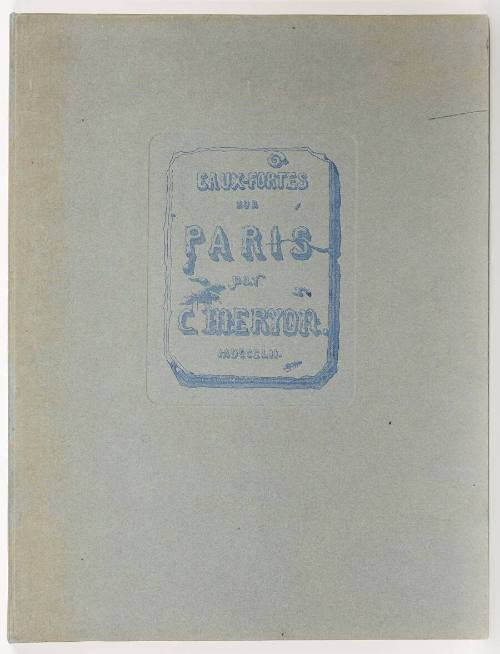 EAUX-FORTES
SUR
PARIS
par
C. MERYON.
MDCCCLII.